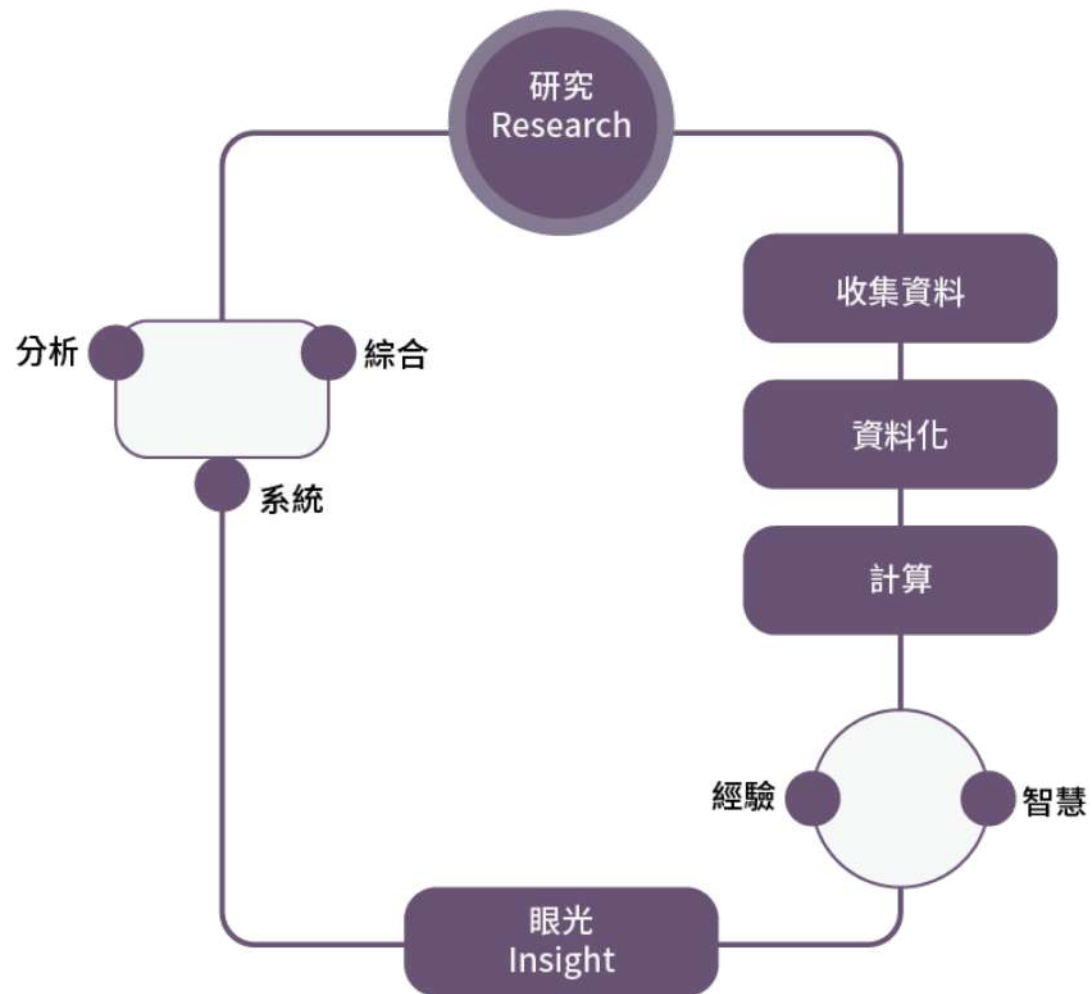 研究
Research
收集資料
分析
綜合
資料化
系統
計算
經驗
智慧
眼光
Insight